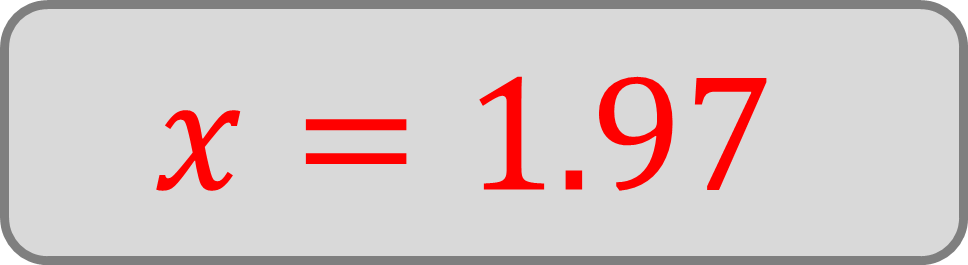 x = 1.97